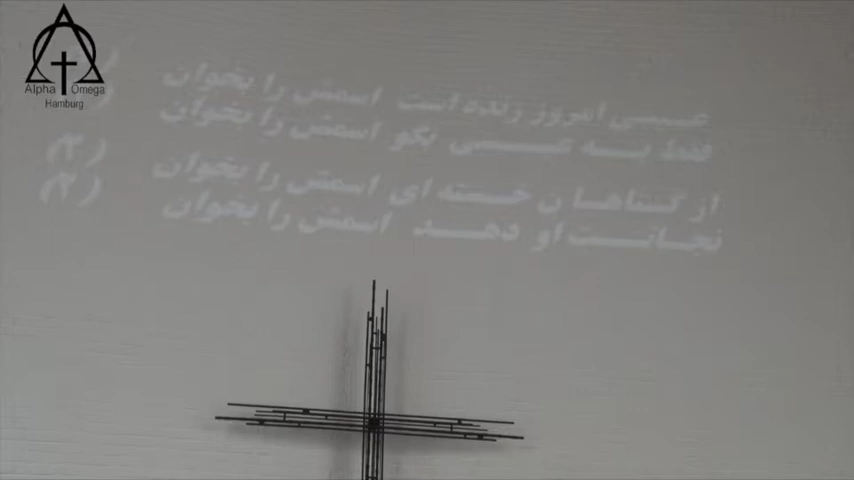 Alpha Omega
Hamburg
عیسی امروز زنده است اسمش را بخوان
فقط به عیسی بگو اسمش را بخوان
از گناهان خسته ای اسمش را بخوان (۲)
نجاتت او دهد اسمش را بخوان (۲)